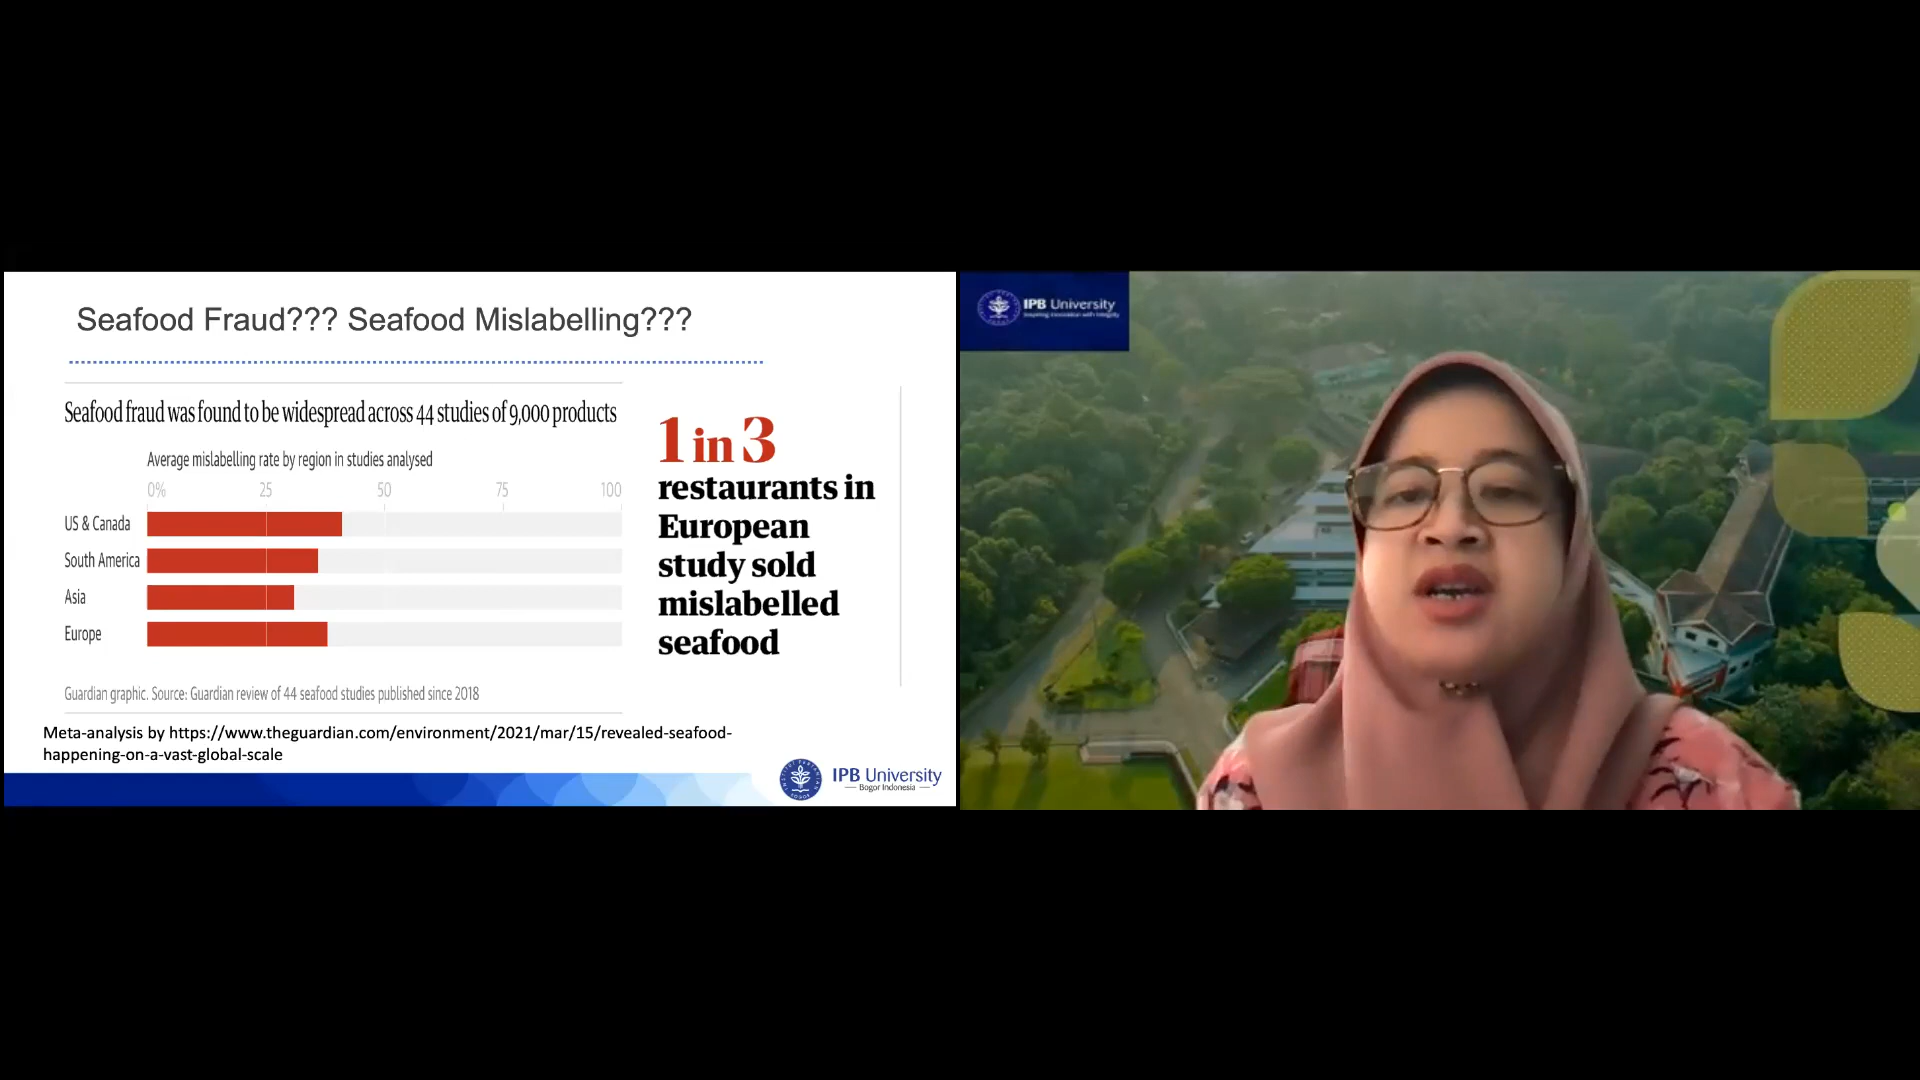 Seafood Fraud??? Seafood Mislabelling???
Seafood fraud was found to be widespread across 44 studies of 9,000 products
Average mislabelling rate by region in studies analysed
0% 25 50 75 100
US & Canada
South America
Asia
Europe
Guardian graphic. Source: Guardian review of 44 seafood studies published since 2018
1 in 3
restaurants in
European
study sold
mislabelled
seafood
Meta-analysis by https://www.theguardian.com/environment/2021/mar/15/revealed-seafood-
happening-on-a-vast-global-scale
IPB University
Bogor Indonesia
IPB University
Inspiring Innovation with Integrity